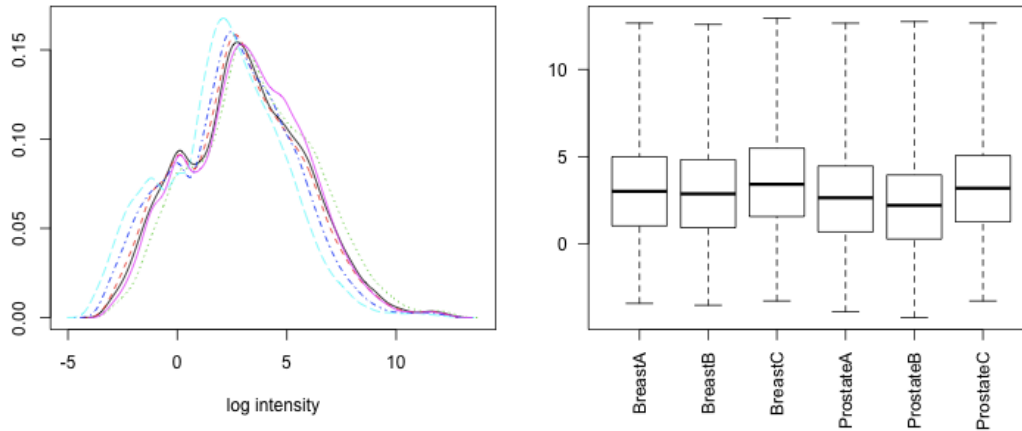 0.15
0.10
0.05
0.00
-5
0
5
10
log intensity
10
5
0
BreastA
BreastB
BreastC
ProstateA
ProstateB
ProstateC